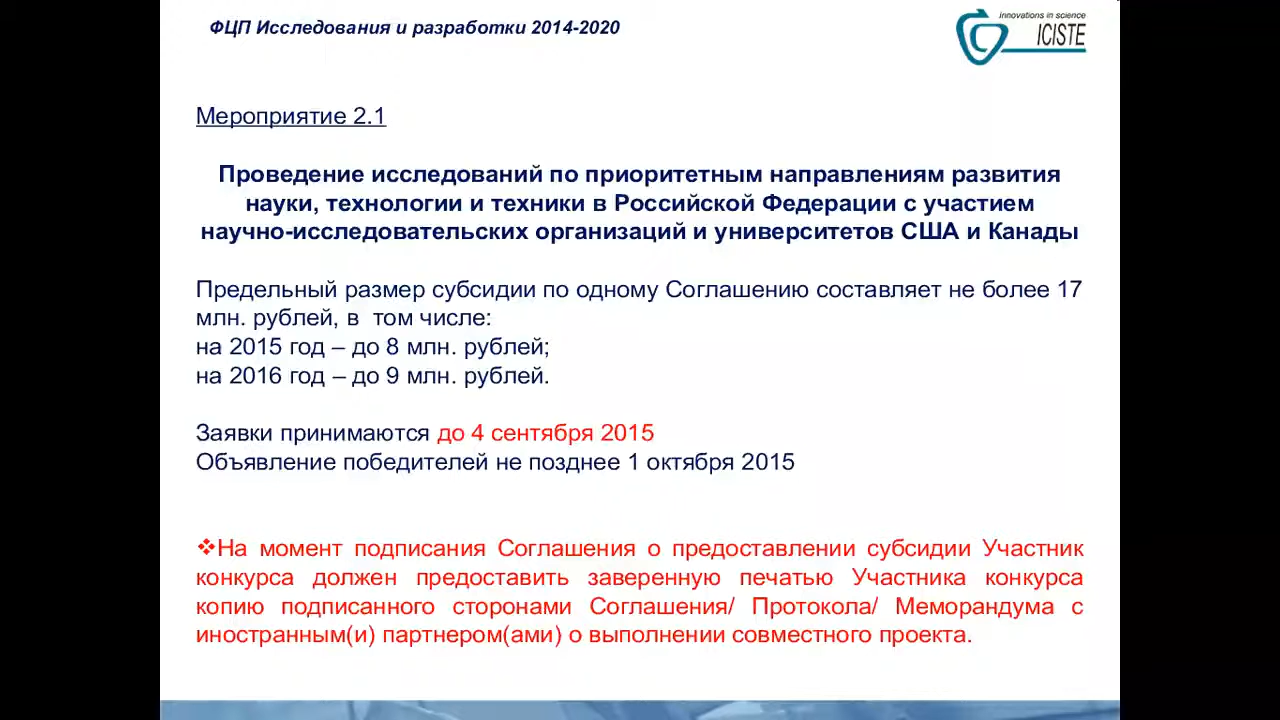 ФЦП Исследования и разработки 2014-2020
Innovations in science
ICISTE
Мероприятие 2.1
Проведение исследований по приоритетным направлениям развития
науки, технологии и техники в Российской Федерации с участием
научно-исследовательских организаций и университетов США и Канады
Предельный размер субсидии по одному Соглашению составляет не более 17
млн. рублей, в том числе:
на 2015 год – до 8 млн. рублей;
на 2016 год – до 9 млн. рублей.
Заявки принимаются до 4 сентября 2015
Объявление победителей не позднее 1 октября 2015
❖На момент подписания Соглашения о предоставлении субсидии Участник
конкурса должен предоставить заверенную печатью Участника конкурса
копию подписанного сторонами Соглашения/ Протокола/ Меморандума с
иностранным(и) партнером(ами) о выполнении совместного проекта.